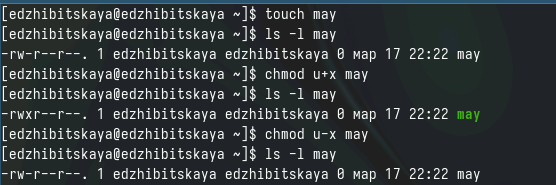 [edzhibitskaya@edzhibitskaya ~]$ touch may
[edzhibitskaya@edzhibitskaya ~]$ ls -l may
-rw-r--r--. 1 edzhibitskaya edzhibitskaya 0 мар 17 22:22 may
[edzhibitskaya@edzhibitskaya ~]$ chmod u+x may
[edzhibitskaya@edzhibitskaya ~]$ ls -l may
-rwxr--r--. 1 edzhibitskaya edzhibitskaya 0 мар 17 22:22 may
[edzhibitskaya@edzhibitskaya ~]$ chmod u-x may
[edzhibitskaya@edzhibitskaya ~]$ ls -l may
-rw-r--r--. 1 edzhibitskaya edzhibitskaya 0 мар 17 22:22 may